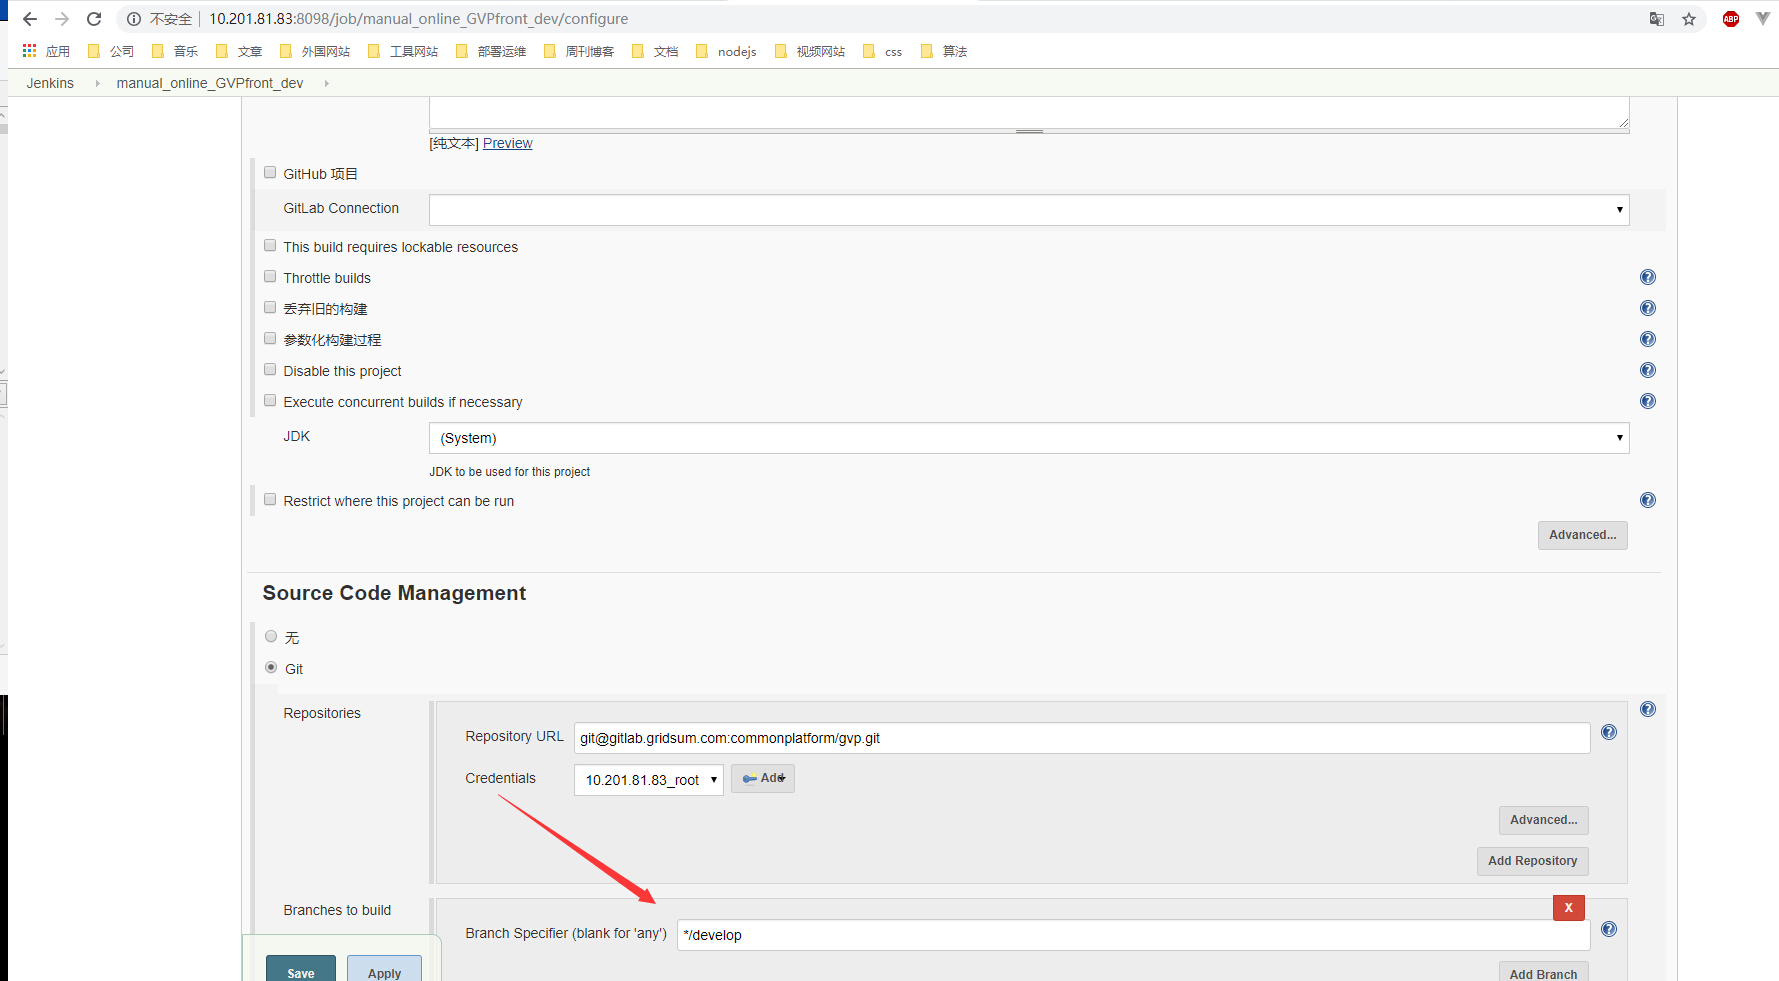 不安全 10.201.81.83:8098/job/manual_online_GVPfront_dev/configure ABP
应用 公司 音乐 文章 外国网站 工具网站 部署运维 周刊博客 文档 nodejs 视频网站 css 算法
Jenkins manual_online_GVPfront_dev
[纯文本] Preview
GitHub 项目
GitLab Connection
This build requires lockable resources
Throttle builds
丢弃旧的构建
参数化构建过程
Disable this project
Execute concurrent builds if necessary
JDK (System)
JDK to be used for this project
Restrict where this project can be run
Advanced...
Source Code Management
无
Git
Repositories
Repository URL git@gitlab.gridsum.com:commonplatform/gvp.git
Credentials 10.201.81.83_root Add
Advanced...
Add Repository
X
Branches to build
Branch Specifier (blank for 'any') */develop
Save Apply Add Branch